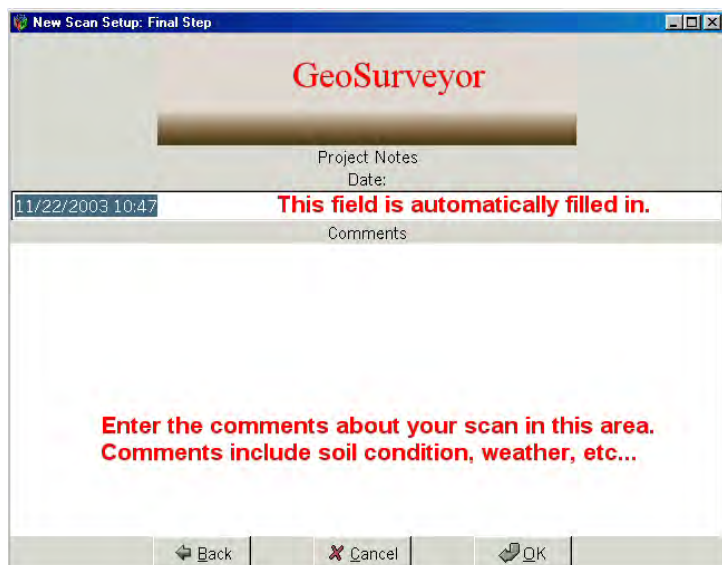 New Scan Setup: Final Step
GeoSurveyor
Project Notes
Date:
11/22/2003 10:47 This field is automatically filled in.
Comments
Enter the comments about your scan in this area.
Comments include soil condition, weather, etc...
Back Cancel OK